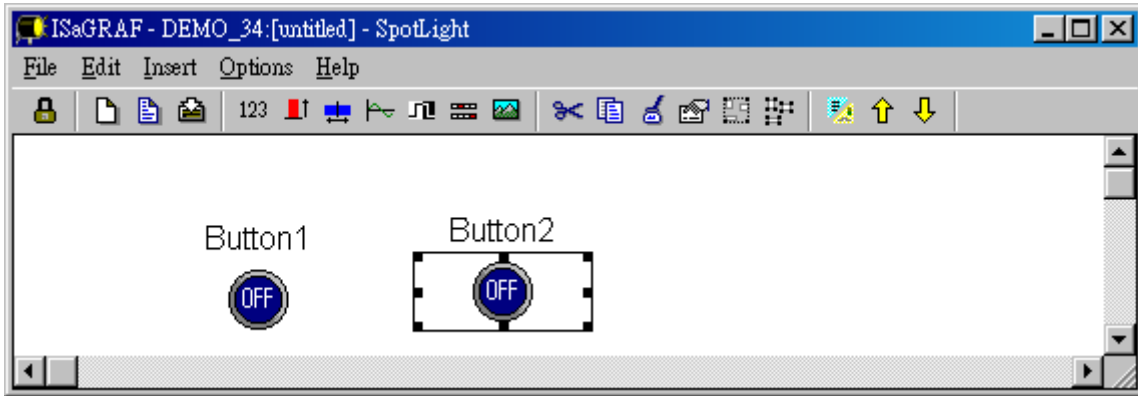 ISaGRAF - DEMO_34:[untitled] - SpotLight
File Edit Insert Options Help
123
Button1 Button2
OFF OFF